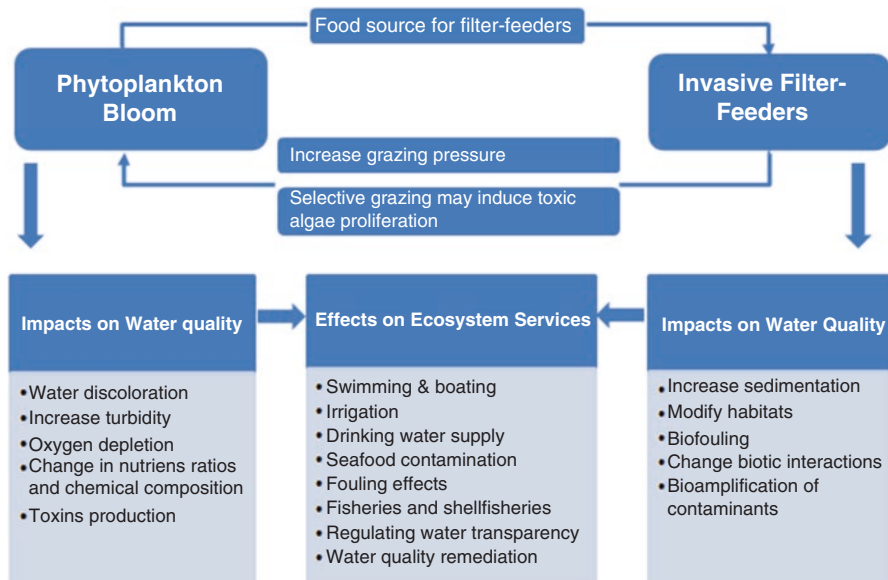 Food source for filter-feeders
Phytoplankton
Bloom
Invasive Filter-
Feeders
Increase grazing pressure
Selective grazing may induce toxic
algae proliferation
Impacts on Water quality
• Water discoloration
• Increase turbidity
• Oxygen depletion
• Change in nutriens ratios
and chemical composition
• Toxins production
Effects on Ecosystem Services
• Swimming & boating
• Irrigation
• Drinking water supply
• Seafood contamination
• Fouling effects
• Fisheries and shellfisheries
• Regulating water transparency
• Water quality remediation
Impacts on Water Quality
• Increase sedimentation
• Modify habitats
• Biofouling
• Change biotic interactions
• Bioamplification of
contaminants